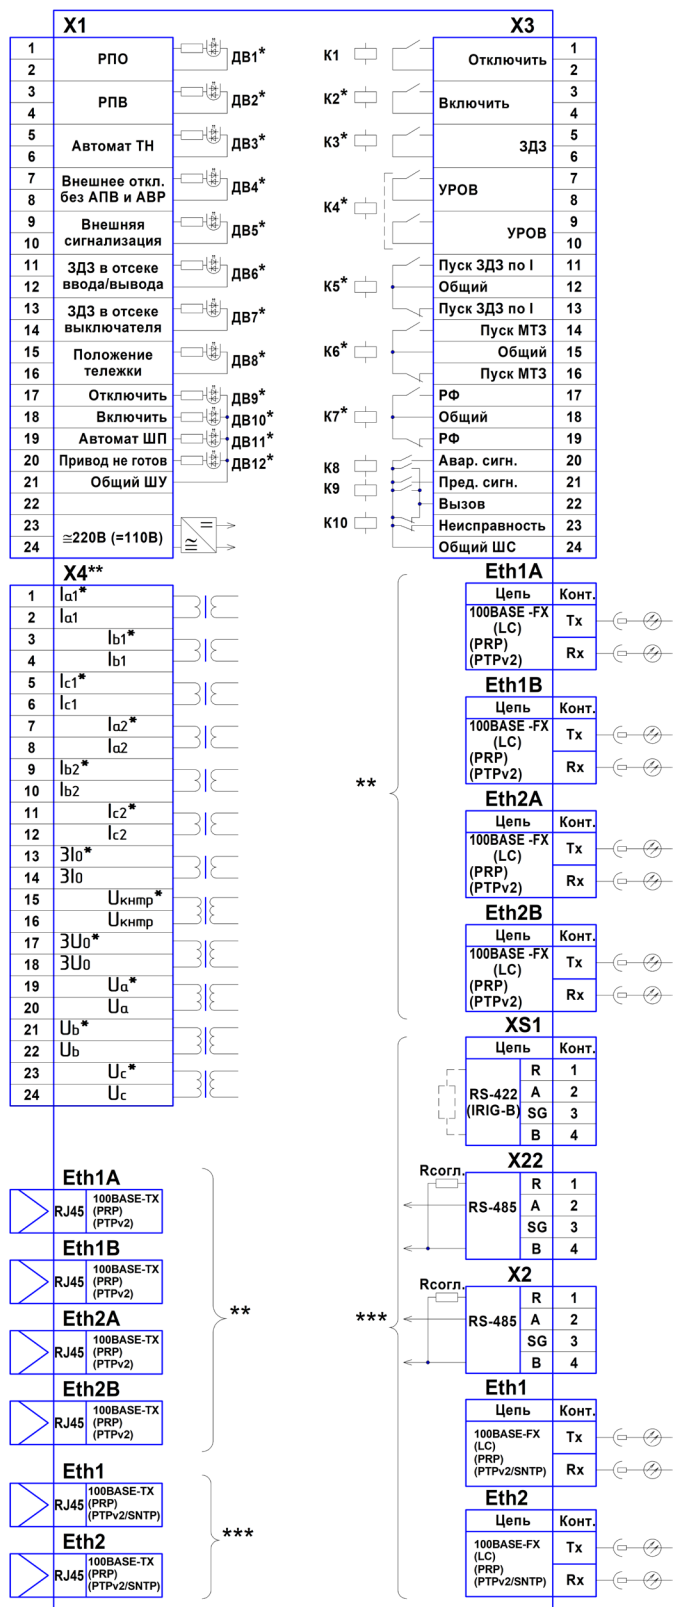 X1
1
РПО
ДВ1*
2
3
РПВ
ДВ2*
4
5
Автомат ТН
ДВ3*
6
7
Внешнее откл.
без АПВ и АВР
ДВ4*
8
9
Внешняя
сигнализация
ДВ5*
10
11
ЗДЗ в отсеке
ввода/вывода
ДВ6*
12
13
ЗДЗ в отсеке
выключателя
ДВ7*
14
15
Положение
тележки
ДВ8*
16
17
Отключить
ДВ9*
18
Включить
ДВ10*
19
Автомат ШП
ДВ11*
20
Привод не готов
ДВ12*
21
Общий ШУ
22
23
≅220В (=110В)
24
=
≅
X3
К1
Отключить
1
2
К2*
Включить
3
4
К3*
ЗДЗ
5
6
К4*
УРОВ
7
8
УРОВ
9
10
К5*
Пуск ЗДЗ по I
11
Общий
12
Пуск ЗДЗ по I
13
К6*
Пуск МТЗ
14
Общий
15
Пуск МТЗ
16
К7*
РФ
17
Общий
18
РФ
19
К8
Авар. сигн.
20
К9
Пред. сигн.
21
Вызов
22
К10
Неисправность
23
Общий ШС
24
X4**
1
Ia1*
2
Ia1
3
Ib1*
4
Ib1
5
Ic1*
6
Ic1
7
Ia2*
8
Ia2
9
Ib2*
10
Ib2
11
Ic2*
12
Ic2
13
3I0*
14
3I0
15
Uкнтр*
16
Uкнтр
17
3U0*
18
3U0
19
Ua*
20
Ua
21
Ub*
22
Ub
23
Uc*
24
Uc
Eth1A
Цепь Конт.
100BASE -FX
(LC)
(PRP)
(PTPv2)
Tx
Rx
Eth1B
Цепь Конт.
100BASE -FX
(LC)
(PRP)
(PTPv2)
Tx
Rx
**
Eth2A
Цепь Конт.
100BASE -FX
(LC)
(PRP)
(PTPv2)
Tx
Rx
Eth2B
Цепь Конт.
100BASE -FX
(LC)
(PRP)
(PTPv2)
Tx
Rx
XS1
Цепь Конт.
RS-422
(IRIG-B)
R 1
A 2
SG 3
B 4
X22
Rсогл.
RS-485
R 1
A 2
SG 3
B 4
X2
Rсогл.
RS-485
R 1
A 2
SG 3
B 4
***
Eth1
Цепь Конт.
100BASE-FX
(LC)
(PRP)
(PTPv2/SNTP)
Tx
Rx
Eth2
Цепь Конт.
100BASE-FX
(LC)
(PRP)
(PTPv2/SNTP)
Tx
Rx
Eth1A
RJ45
100BASE-TX
(PRP)
(PTPv2)
Eth1B
RJ45
100BASE-TX
(PRP)
(PTPv2)
**
Eth2A
RJ45
100BASE-TX
(PRP)
(PTPv2)
Eth2B
RJ45
100BASE-TX
(PRP)
(PTPv2)
Eth1
RJ45
100BASE-TX
(PRP)
(PTPv2/SNTP)
***
Eth2
RJ45
100BASE-TX
(PRP)
(PTPv2/SNTP)